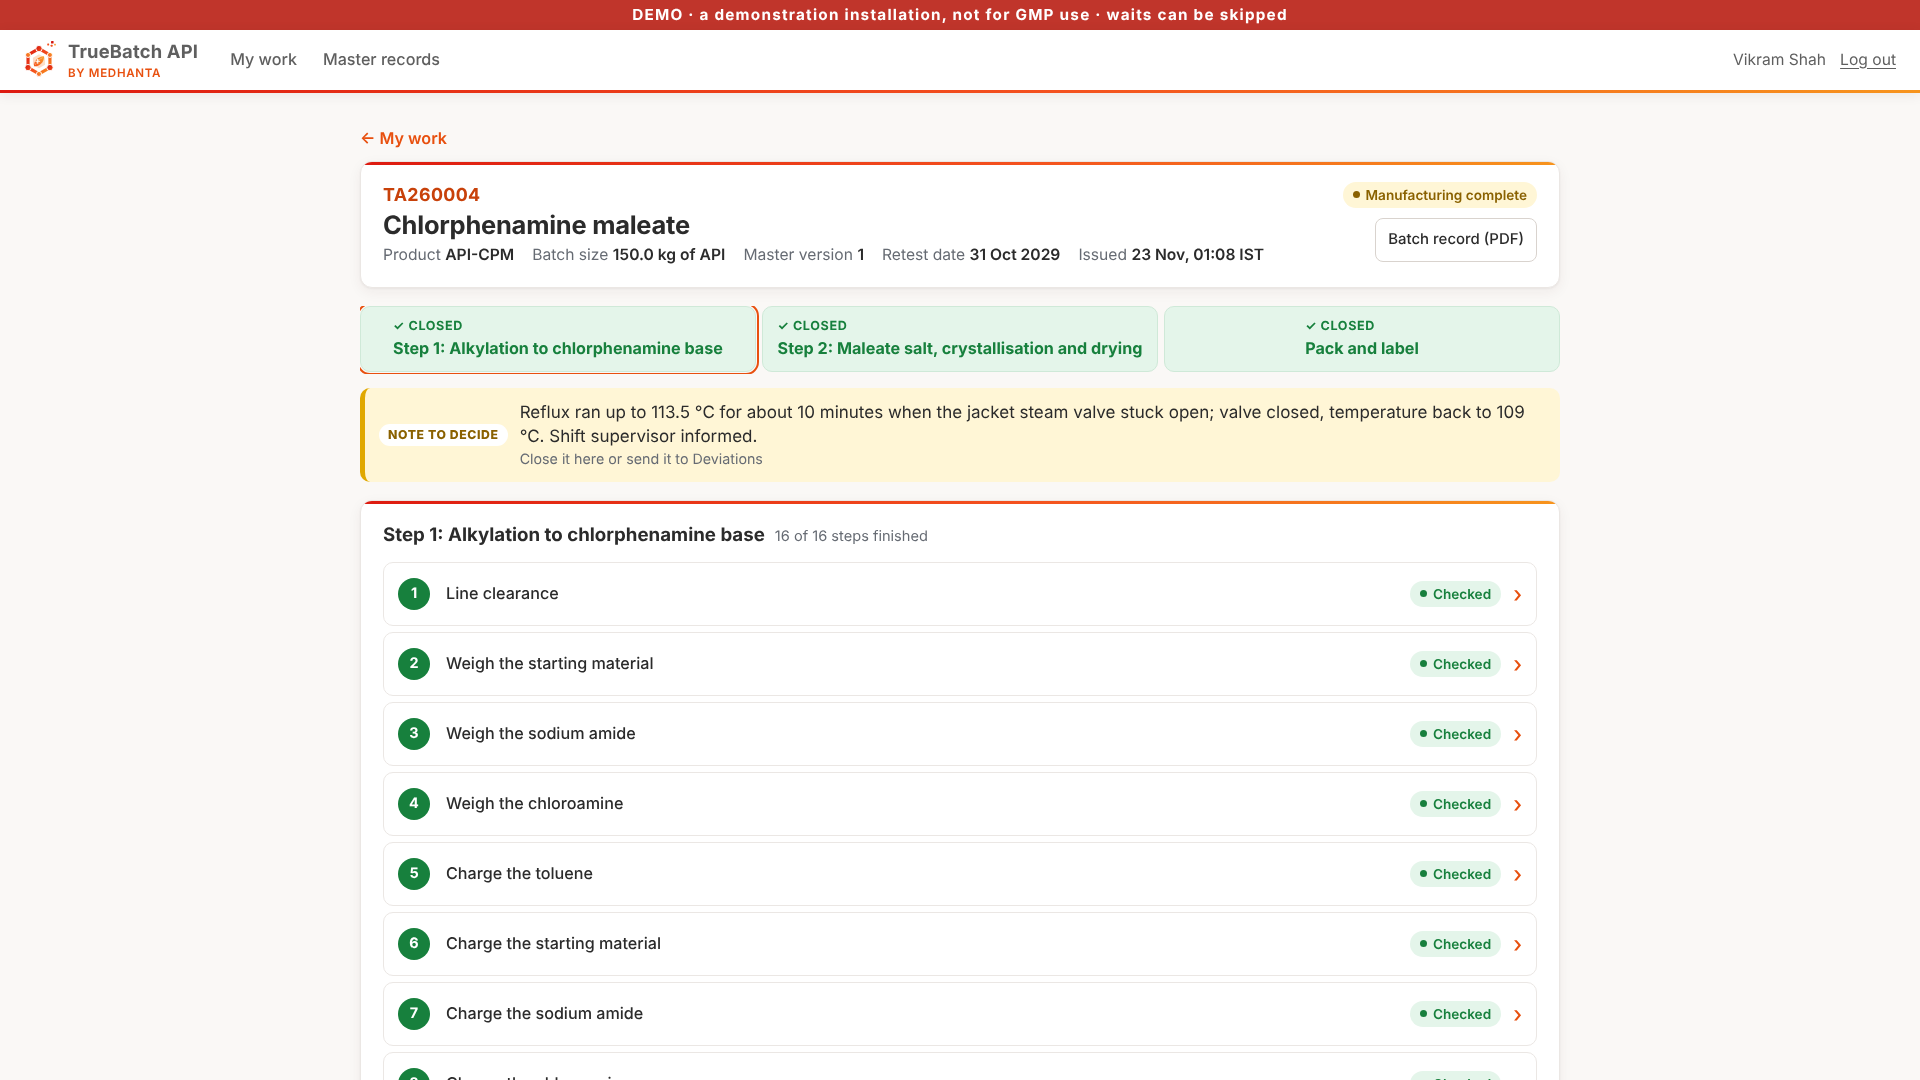 DEMO · a demonstration installation, not for GMP use · waits can be skipped
TrueBatch API
BY MEDHANTA
My work
Master records
Vikram Shah
Log out
← My work
TA260004
Manufacturing complete
Chlorphenamine maleate
Batch record (PDF)
Product API-CPM Batch size 150.0 kg of API Master version 1 Retest date 31 Oct 2029 Issued 23 Nov, 01:08 IST
✓ CLOSED
Step 1: Alkylation to chlorphenamine base
✓ CLOSED
Step 2: Maleate salt, crystallisation and drying
✓ CLOSED
Pack and label
NOTE TO DECIDE
Reflux ran up to 113.5 °C for about 10 minutes when the jacket steam valve stuck open; valve closed, temperature back to 109
°C. Shift supervisor informed.
Close it here or send it to Deviations
Step 1: Alkylation to chlorphenamine base 16 of 16 steps finished
1 Line clearance Checked
2 Weigh the starting material Checked
3 Weigh the sodium amide Checked
4 Weigh the chloroamine Checked
5 Charge the toluene Checked
6 Charge the starting material Checked
7 Charge the sodium amide Checked